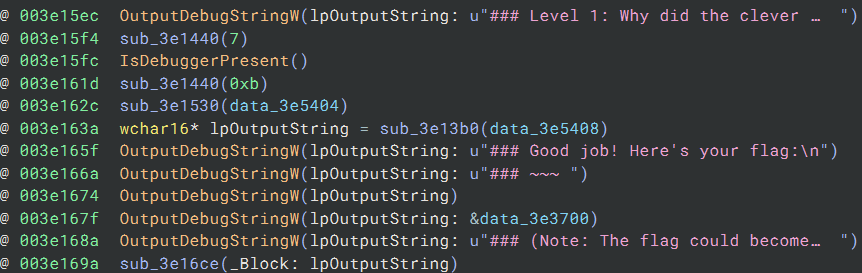 @ 003e15ec OutputDebugStringW(lpOutputString: u"### Level 1: Why did the clever … ")
@ 003e15f4 sub_3e1440(7)
@ 003e15fc IsDebuggerPresent()
@ 003e161d sub_3e1440(0xb)
@ 003e162c sub_3e1530(data_3e5404)
@ 003e163a wchar16* lpOutputString = sub_3e13b0(data_3e5408)
@ 003e165f OutputDebugStringW(lpOutputString: u"### Good job! Here's your flag:\n")
@ 003e166a OutputDebugStringW(lpOutputString: u"### ~~~ ")
@ 003e1674 OutputDebugStringW(lpOutputString)
@ 003e167f OutputDebugStringW(lpOutputString: &data_3e3700)
@ 003e168a OutputDebugStringW(lpOutputString: u"### (Note: The flag could become… ")
@ 003e169a sub_3e16ce(_Block: lpOutputString)